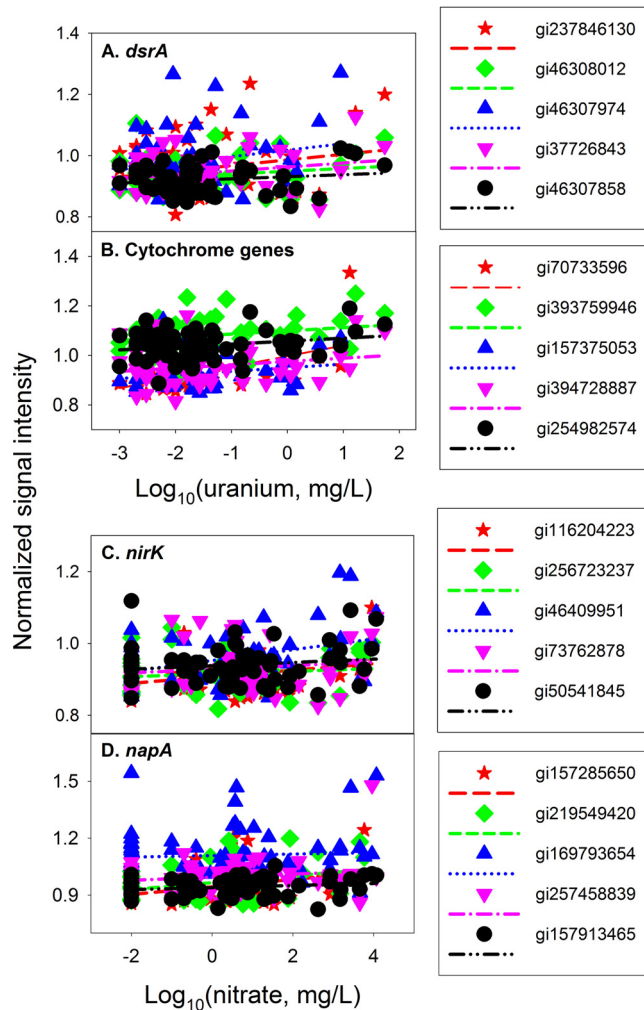 Normalized signal intensity
A. dsrA
1.4
1.2
1.0
0.8
gi237846130
gi46308012
gi46307974
gi37726843
gi46307858
B. Cytochrome genes
1.4
1.2
1.0
0.8
-3 -2 -1 0 1 2
Log10(uranium, mg/L)
gi70733596
gi393759946
gi157375053
gi394728887
gi254982574
C. nirK
1.2
1.0
0.8
gi116204223
gi256723237
gi46409951
gi73762878
gi50541845
D. napA
1.5
1.2
0.9
-2 0 2 4
Log10(nitrate, mg/L)
gi157285650
gi219549420
gi169793654
gi257458839
gi157913465